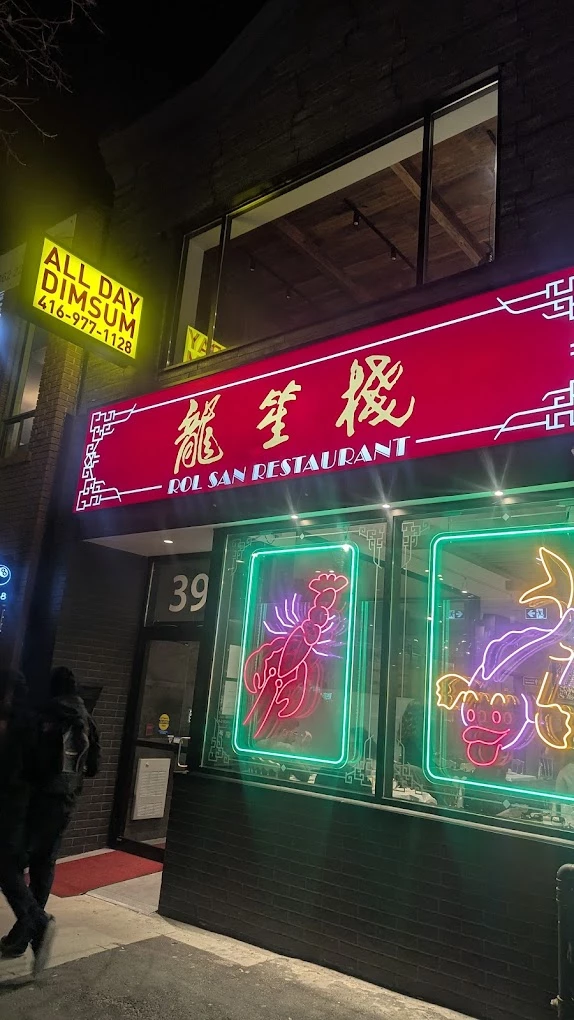 ALL DAY
DIMSUM
416-977-1128
龍笙棧
ROL SAN RESTAURANT
39